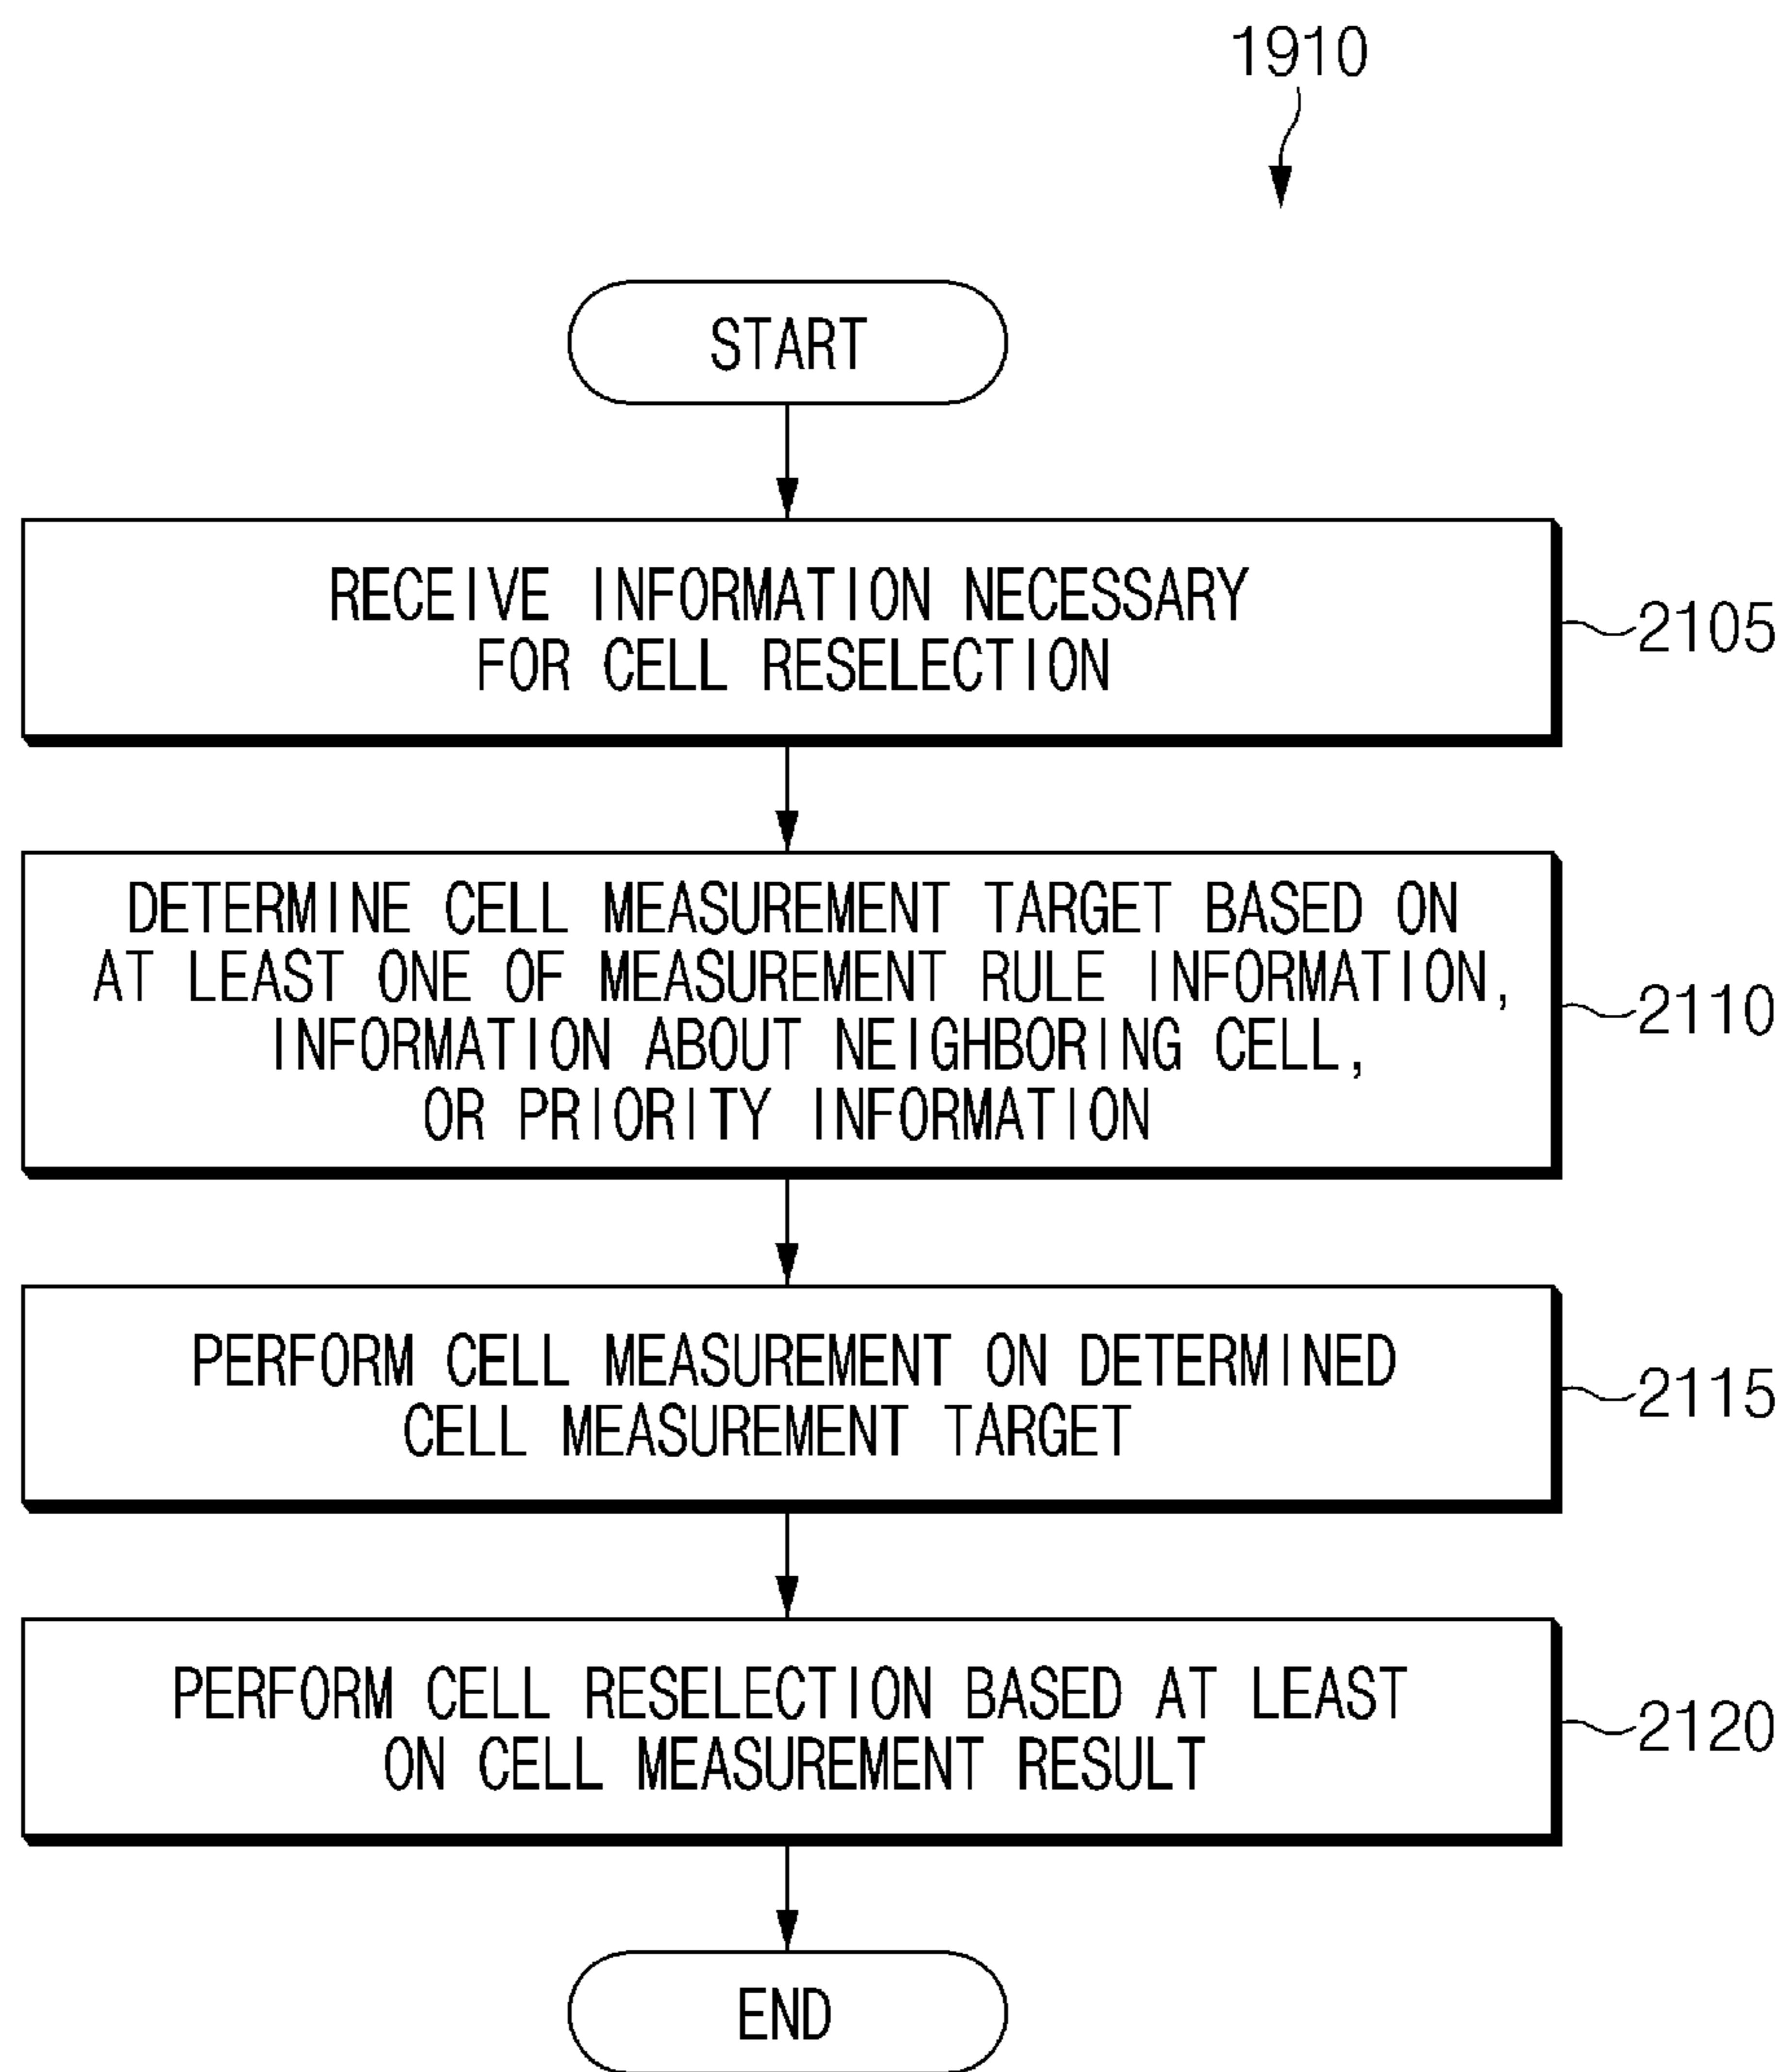 1910
START
RECEIVE INFORMATION NECESSARY
FOR CELL RESELECTION
2105
DETERMINE CELL MEASUREMENT TARGET BASED ON
AT LEAST ONE OF MEASUREMENT RULE INFORMATION,
INFORMATION ABOUT NEIGHBORING CELL,
OR PRIORITY INFORMATION
2110
PERFORM CELL MEASUREMENT ON DETERMINED
CELL MEASUREMENT TARGET
2115
PERFORM CELL RESELECTION BASED AT LEAST
ON CELL MEASUREMENT RESULT
2120
END